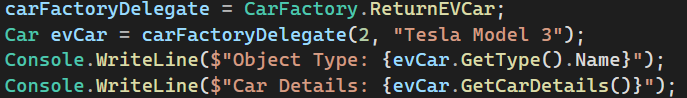 carFactoryDelegate = CarFactory.ReturnEVCar;
Car evCar = carFactoryDelegate(2, "Tesla Model 3");
Console.WriteLine($"Object Type: {evCar.GetType().Name}");
Console.WriteLine($"Car Details: {evCar.GetCarDetails()}");